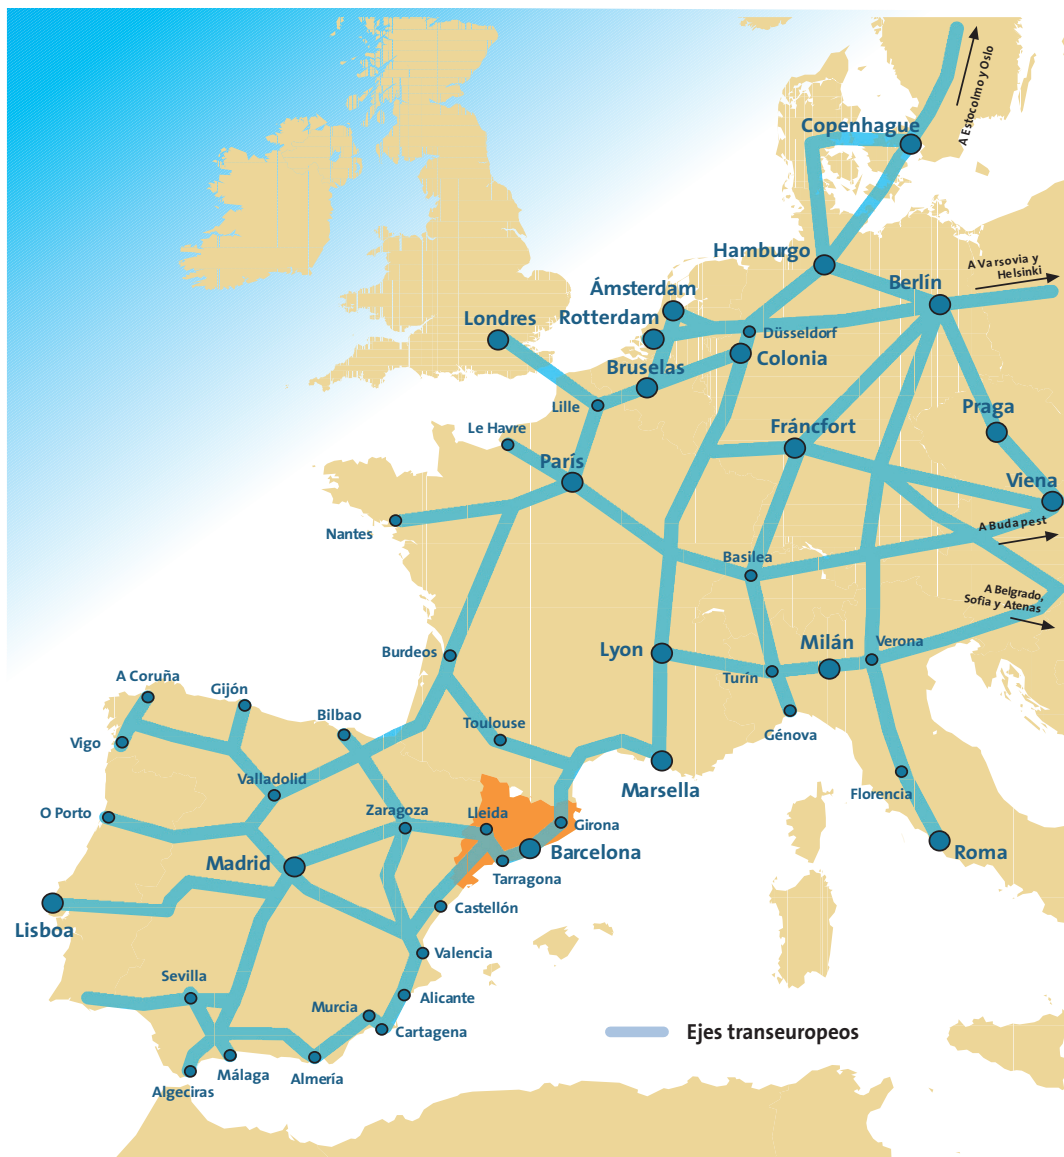 A Estocolmo y Oslo
Copenhague
Hamburgo
A Varsovia y
Helsinki
Berlín
Ámsterdam
Londres
Rotterdam
Düsseldorf
Colonia
Bruselas
Lille
Praga
Le Havre
Fráncfort
París
Viena
Nantes
A Budapest
Basilea
A Belgrado,
Sofia y Atenas
Burdeos
Lyon
Milán
Verona
A Coruña
Gijón
Turín
Bilbao
Toulouse
Génova
Vigo
Valladolid
Marsella
Florencia
O Porto
Zaragoza
Lleida
Girona
Madrid
Barcelona
Roma
Tarragona
Castellón
Lisboa
Valencia
Sevilla
Alicante
Murcia
Cartagena
Ejes transeuropeos
Málaga
Almería
Algeciras